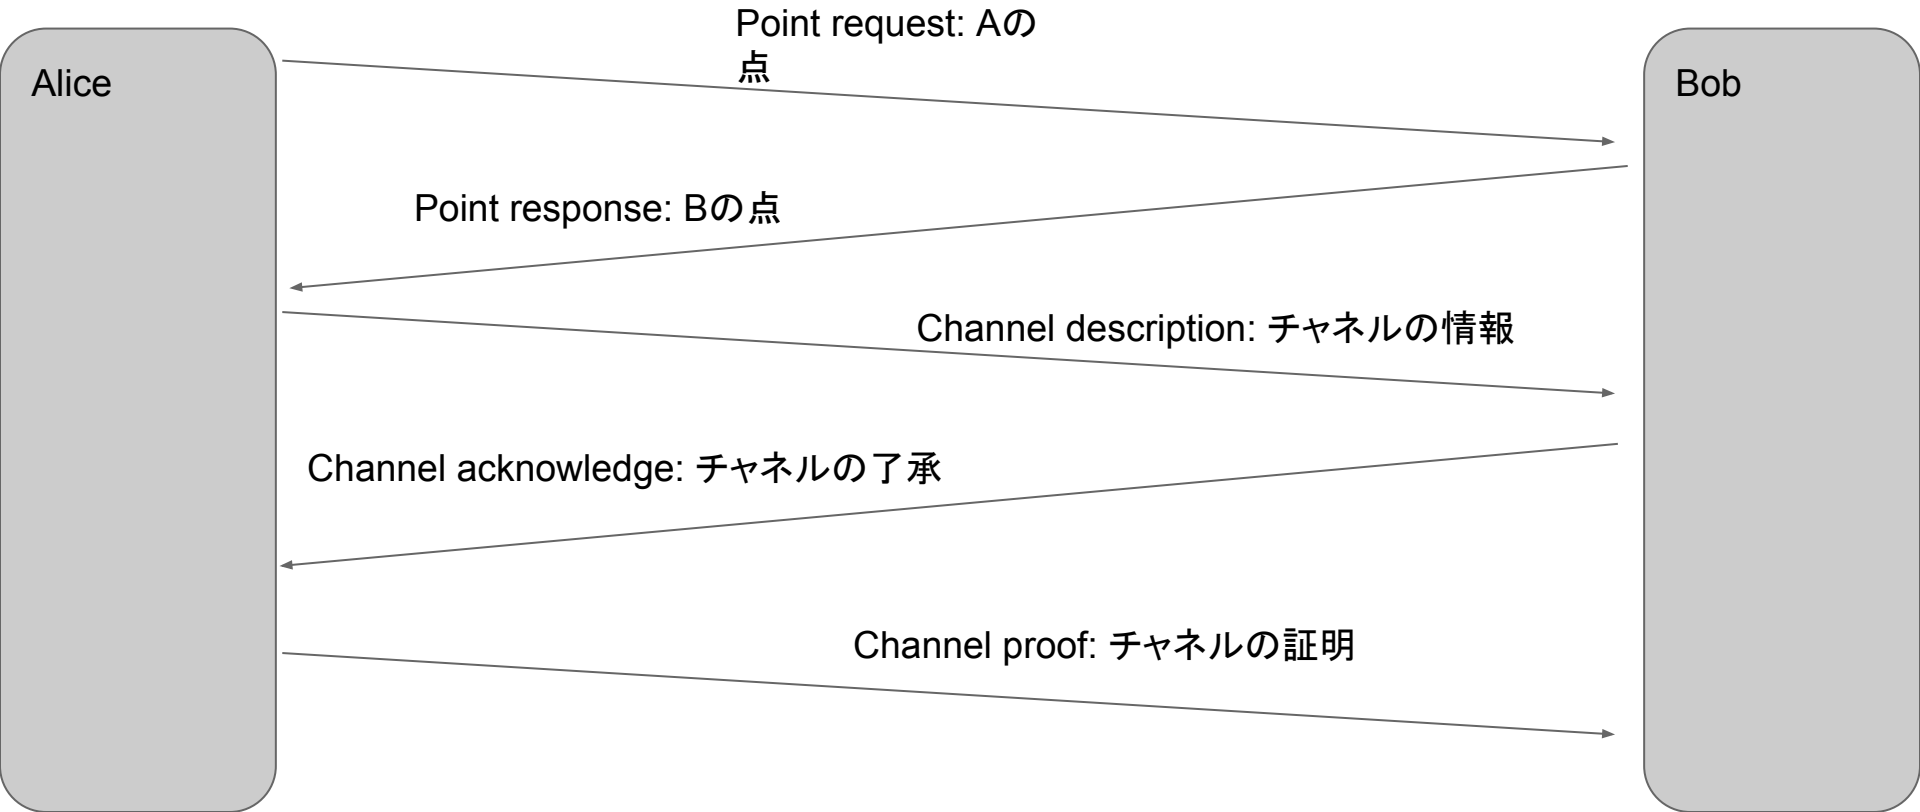 Point request: Aの
点
Alice
Bob
Point response: Bの点
Channel description: チャネルの情報
Channel acknowledge: チャネルの了承
Channel proof: チャネルの証明